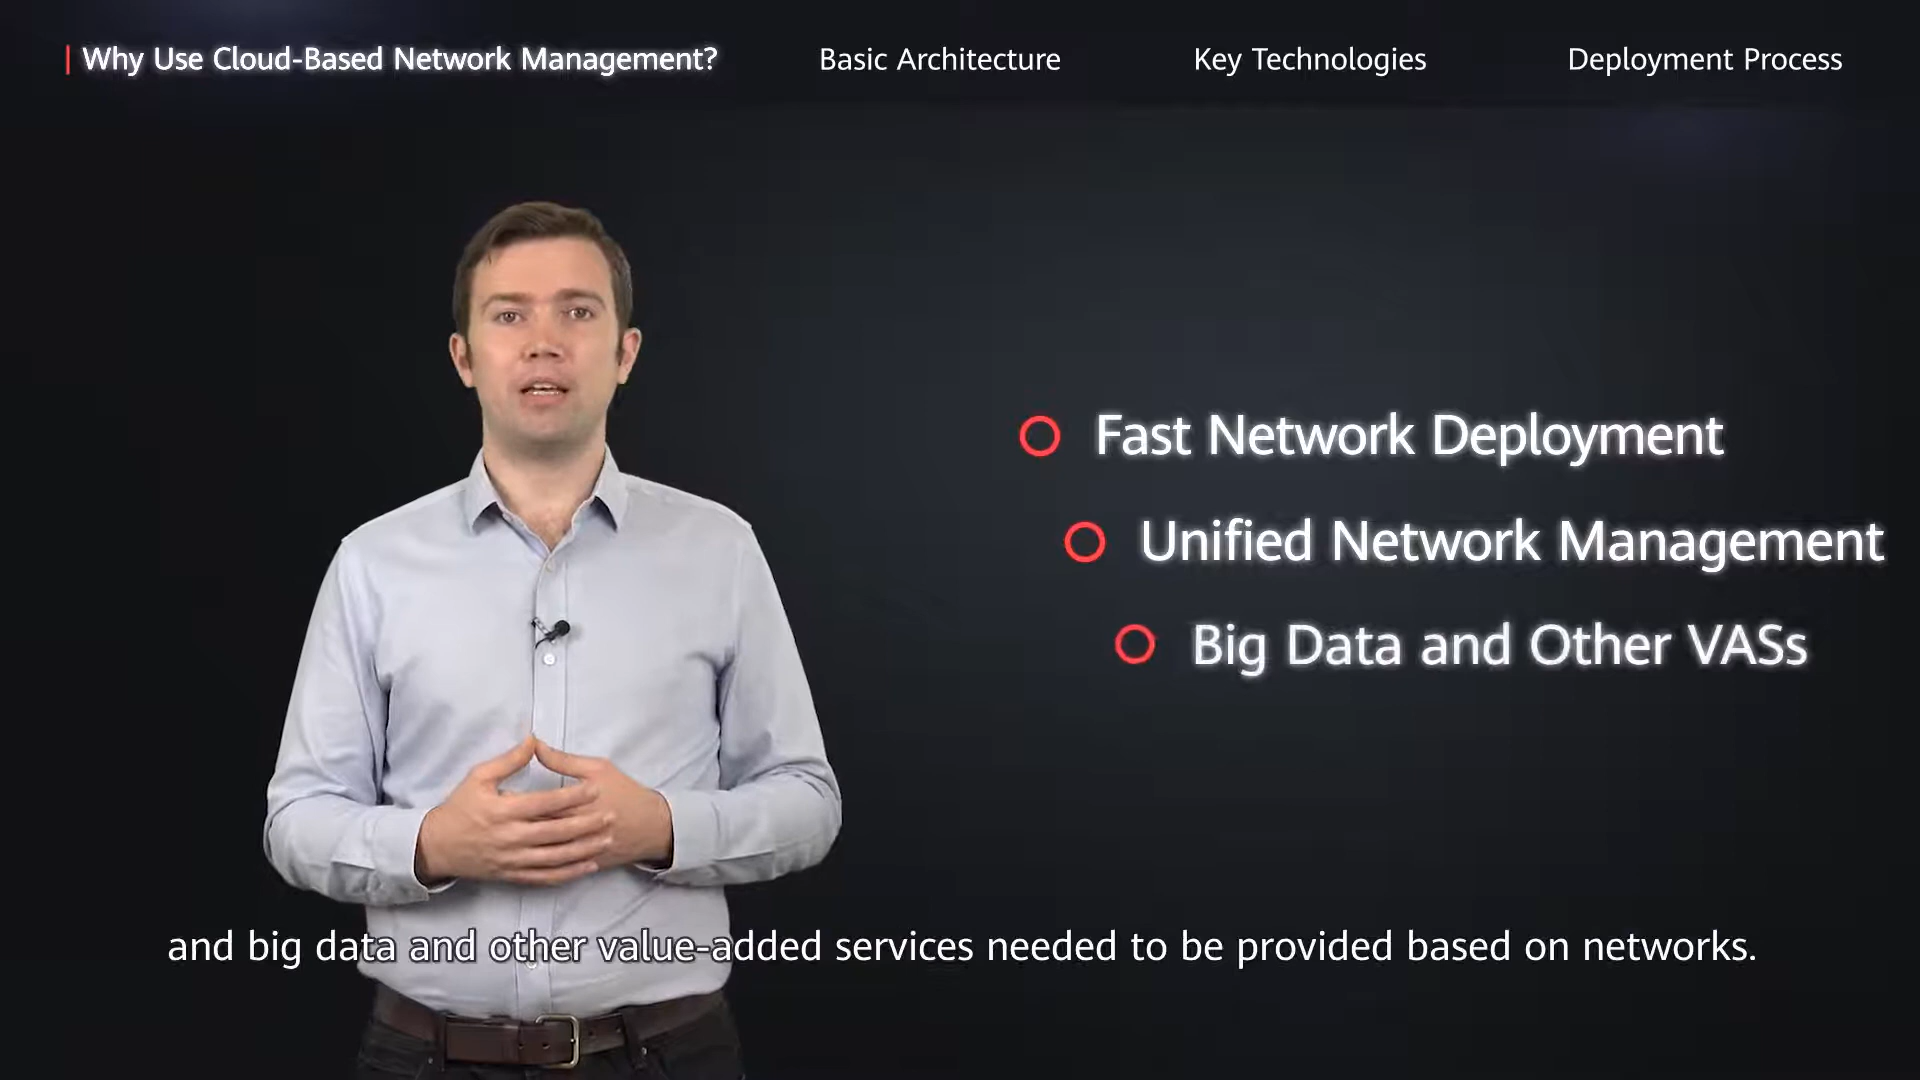 Why Use Cloud-Based Network Management?
Basic Architecture
Key Technologies
Deployment Process
Fast Network Deployment
Unified Network Management
Big Data and Other VASs
and big data and other value-added services needed to be provided based on networks.